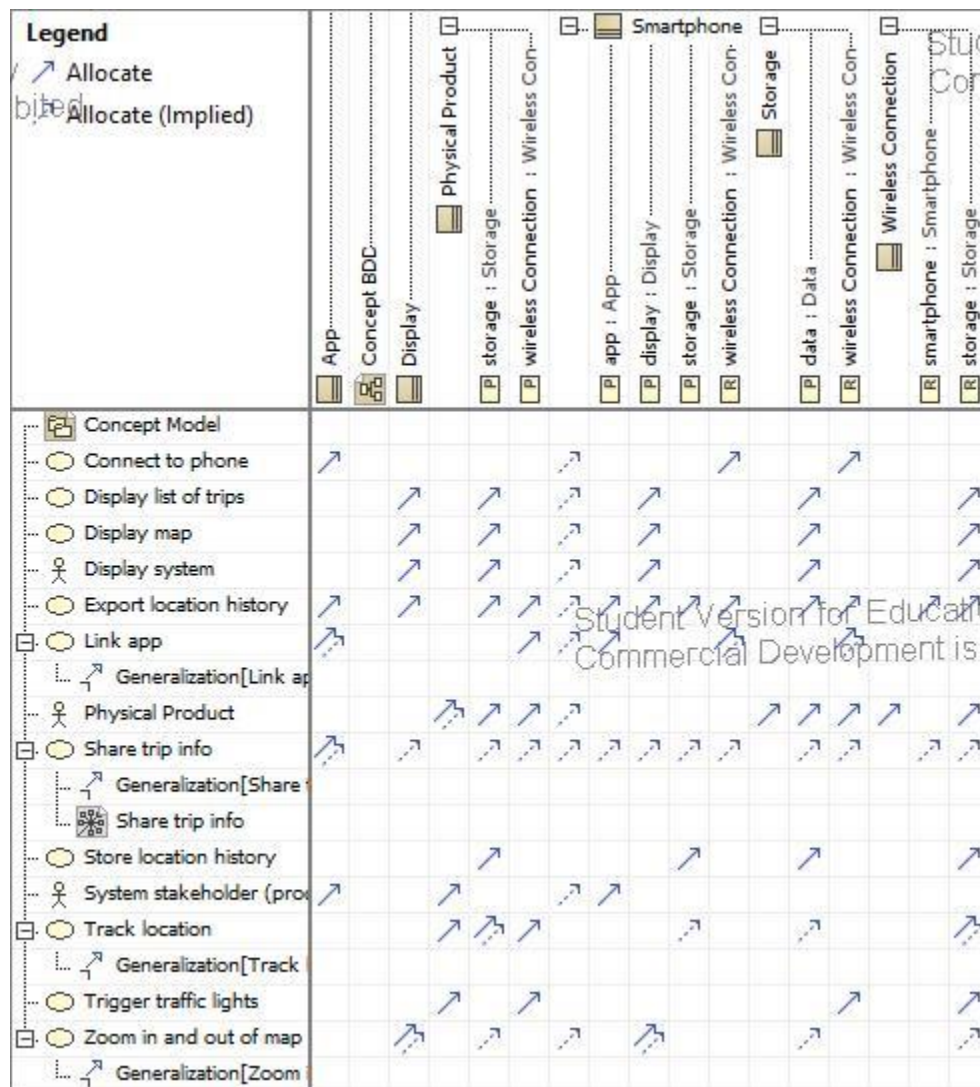 Legend
Allocate
bited
Allocate (Implied)
App
Concept BDD
Display
Physical Product
P storage : Storage
P wireless Connection : Wireless Con
Smartphone
P app : App
P display : Display
P storage : Storage
R wireless Connection : Wireless Con
Storage
P data : Data
R wireless Connection : Wireless Con
Wireless Connection
R smartphone : Smartphone
R storage : Storage
Stud
Con
Concept Model
Connect to phone
Display list of trips
Display map
Display system
Export location history
Student Version for Educati
Link app
Commercial Development is
Generalization[Link ap
Physical Product
Share trip info
Generalization[Share t
Share trip info
Store location history
System stakeholder (prod
Track location
Generalization[Track l
Trigger traffic lights
Zoom in and out of map
Generalization[Zoom i